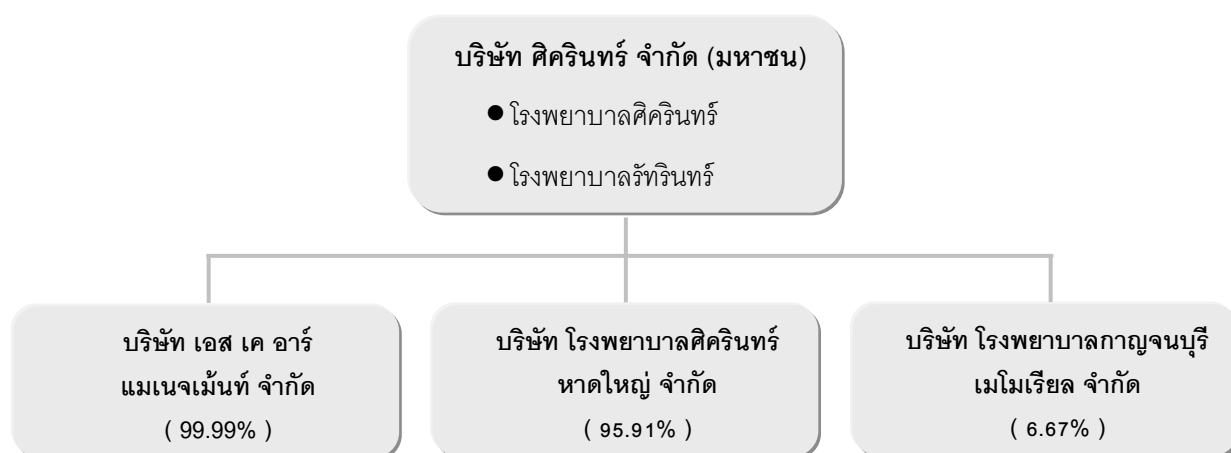 บริษัท ศิครินทร์ จำกัด (มหาชน)
● โรงพยาบาลศิครินทร์
● โรงพยาบาลรัทรินทร์
บริษัท เอส เค อาร์
แมเนจเม้นท์ จำกัด
( 99.99% )
บริษัท โรงพยาบาลศิครินทร์
หาดใหญ่ จำกัด
( 95.91% )
บริษัท โรงพยาบาลกาญจนบุรี
เมโมเรียล จำกัด
( 6.67% )